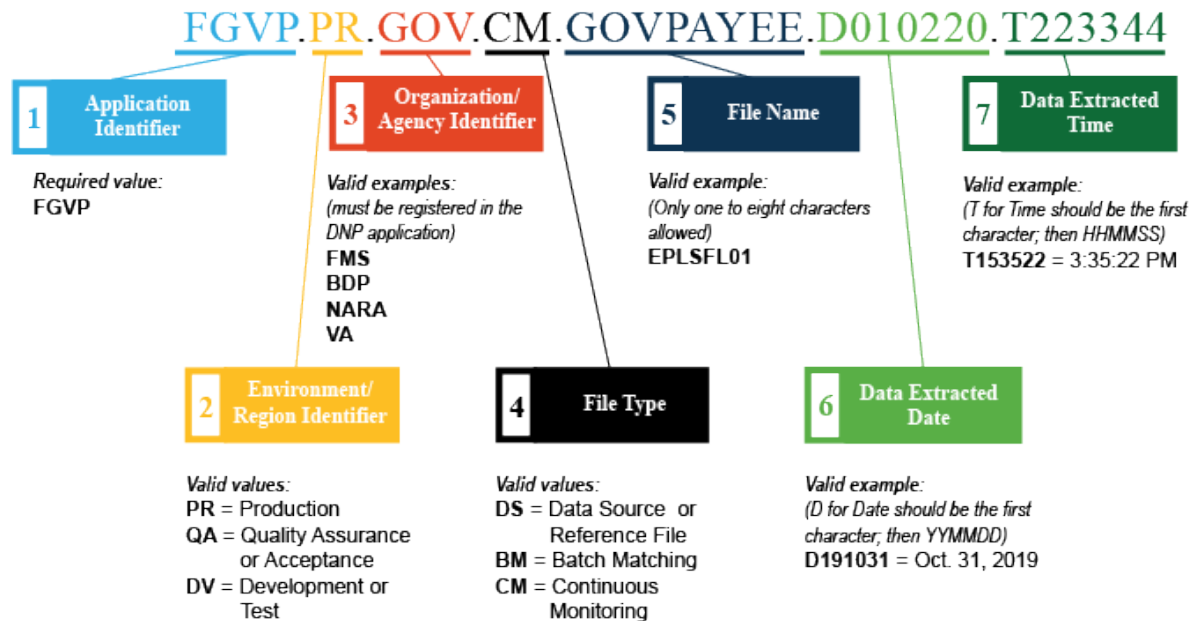 FGVP.PR.GOV.CM.GOVPAYEE.D010220.T223344
1
Application
Identifier
Required value:
FGVP
3
Organization/
Agency Identifier
Valid examples:
(must be registered in the
DNP application)
FMS
BDP
NARA
VA
5
File Name
Valid example:
(Only one to eight characters
allowed)
EPLSFL01
7
Data Extracted
Time
Valid example:
(T for Time should be the first
character; then HHMMSS)
T153522 = 3:35:22 PM
2
Environment/
Region Identifier
Valid values:
PR = Production
QA = Quality Assurance
or Acceptance
DV = Development or
Test
4
File Type
Valid values:
DS = Data Source or
Reference File
BM = Batch Matching
CM = Continuous
Monitoring
6
Data Extracted
Date
Valid example:
(D for Date should be the first
character; then YYMMDD)
D191031 = Oct. 31, 2019